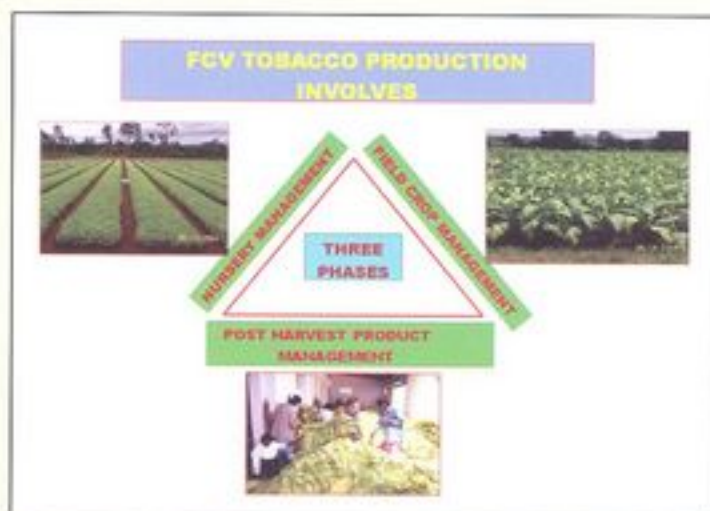 FCV TOBACCO PRODUCTION
INVOLVES
NURSERY MANAGEMENT
FIELD CROP MANAGEMENT
THREE
PHASES
POST HARVEST PRODUCT
MANAGEMENT